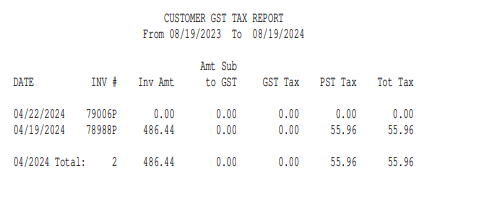 CUSTOMER GST TAX REPORT
From 08/19/2023 To 08/19/2024
Amt Sub
DATE INV # Inv Amt to GST GST Tax PST Tax Tot Tax
04/22/2024 79006P 0.00 0.00 0.00 0.00 0.00
04/19/2024 78988P 486.44 0.00 0.00 55.96 55.96
04/2024 Total: 2 486.44 0.00 0.00 55.96 55.96